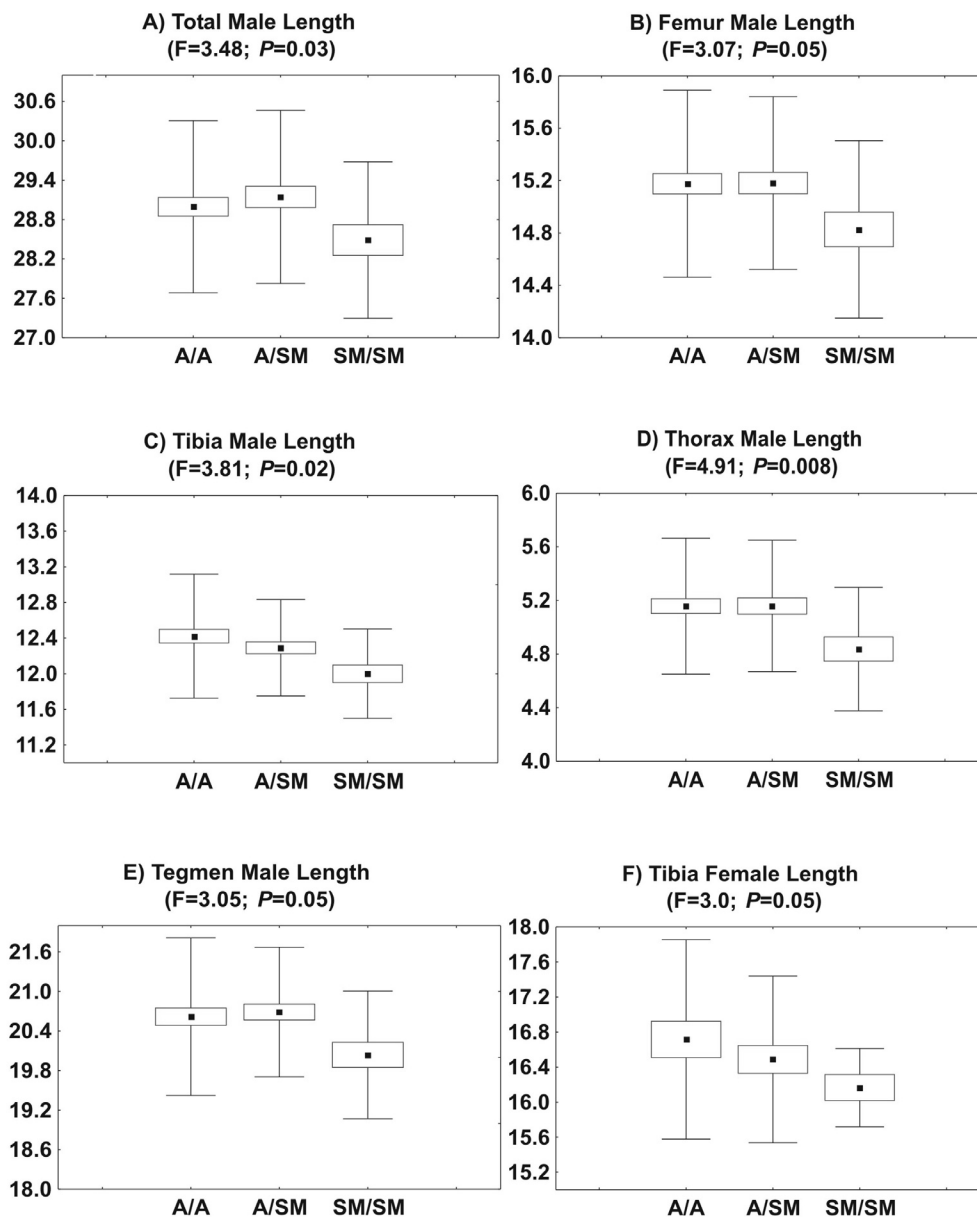 A) Total Male Length
(F=3.48; P=0.03)
30.6
30.0
29.4
28.8
28.2
27.6
27.0
A/A A/SM SM/SM
B) Femur Male Length
(F=3.07; P=0.05)
16.0
15.6
15.2
14.8
14.4
14.0
A/A A/SM SM/SM
C) Tibia Male Length
(F=3.81; P=0.02)
14.0
13.6
13.2
12.8
12.4
12.0
11.6
11.2
A/A A/SM SM/SM
D) Thorax Male Length
(F=4.91; P=0.008)
6.0
5.6
5.2
4.8
4.4
4.0
A/A A/SM SM/SM
E) Tegmen Male Length
(F=3.05; P=0.05)
21.6
21.0
20.4
19.8
19.2
18.6
18.0
A/A A/SM SM/SM
F) Tibia Female Length
(F=3.0; P=0.05)
18.0
17.6
17.2
16.8
16.4
16.0
15.6
15.2
A/A A/SM SM/SM